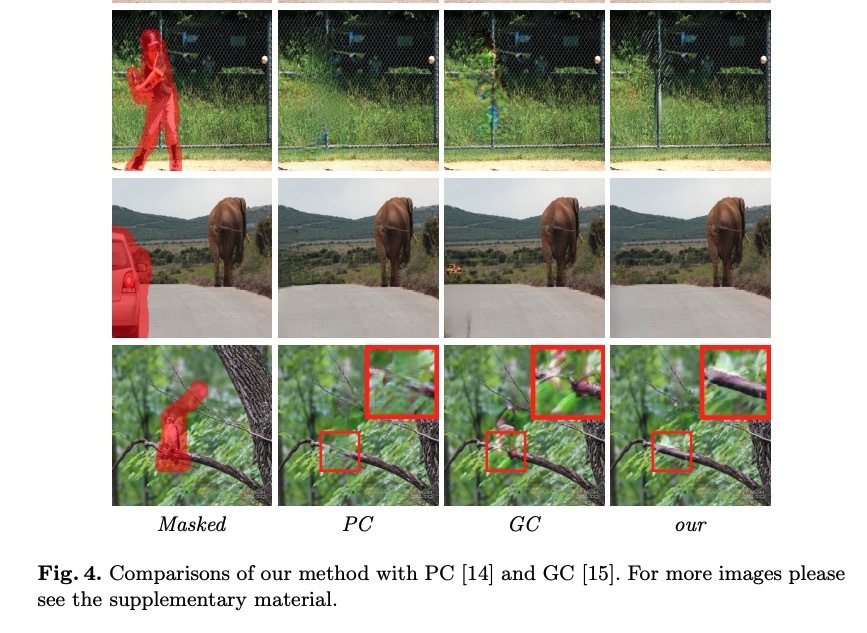 Masked PC GC our
Fig. 4. Comparisons of our method with PC [14] and GC [15]. For more images please
see the supplementary material.